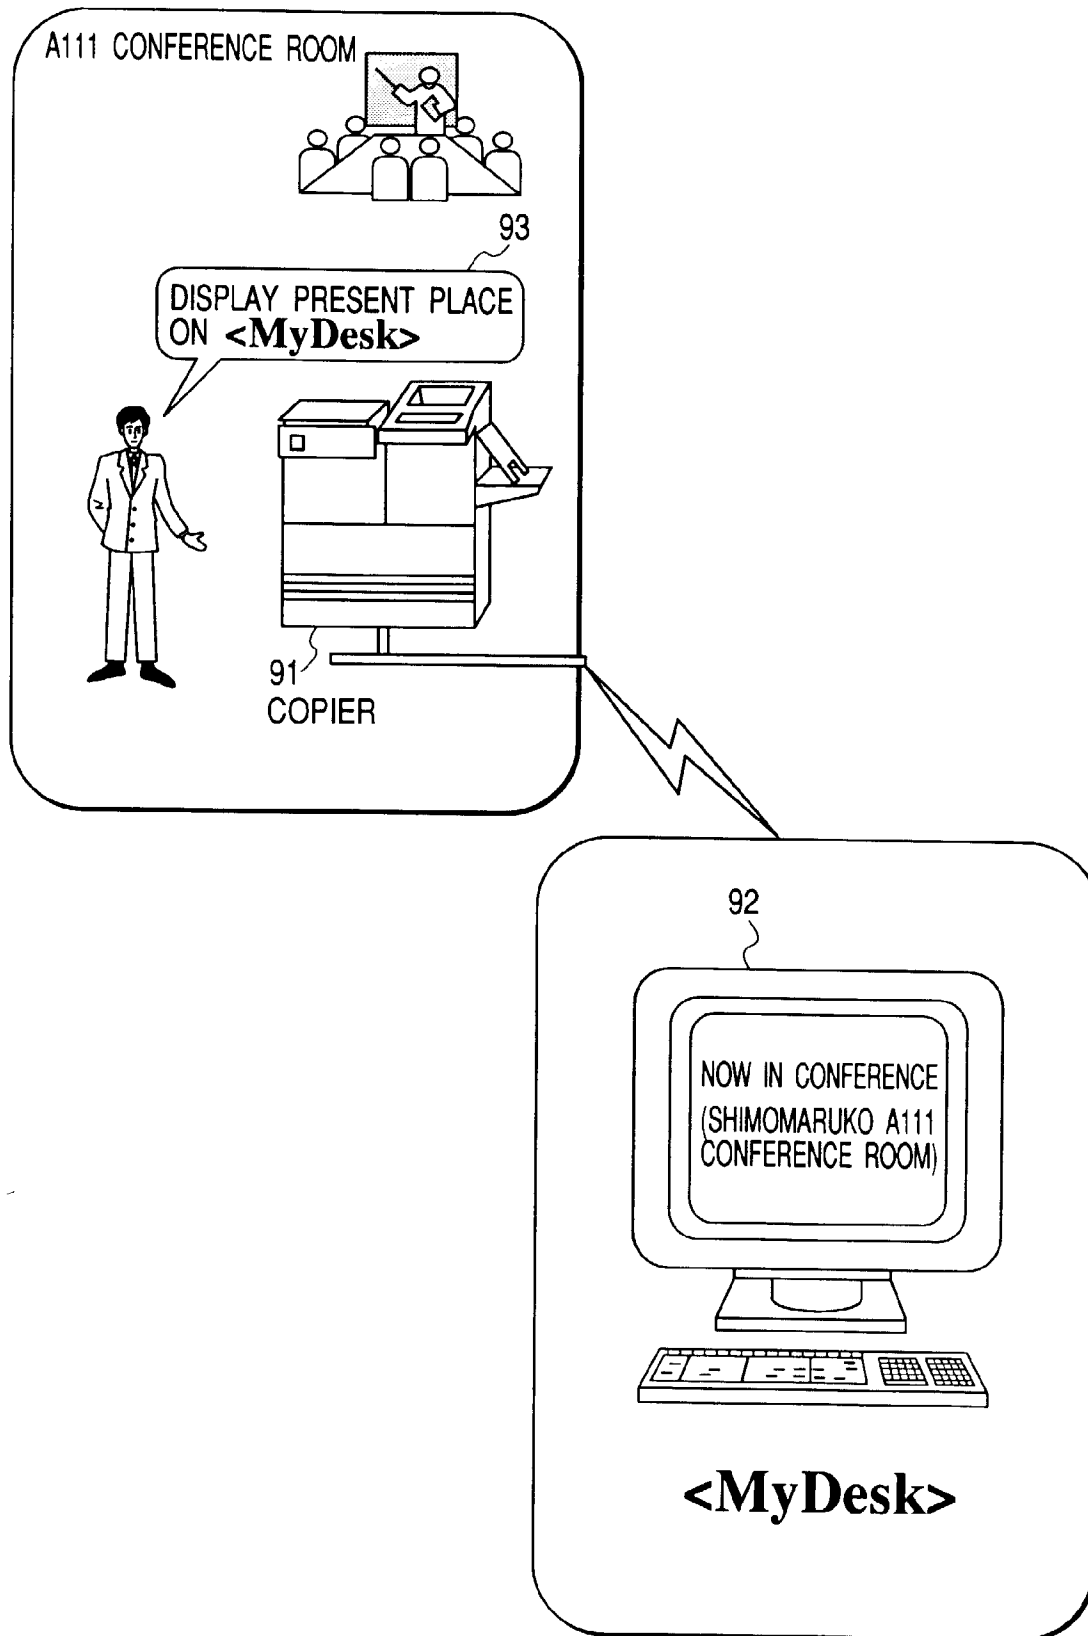 A111 CONFERENCE ROOM
93
DISPLAY PRESENT PLACE
ON <MyDesk>
91
COPIER
92
NOW IN CONFERENCE
(SHIMOMARUKO A111
CONFERENCE ROOM)
<MyDesk>